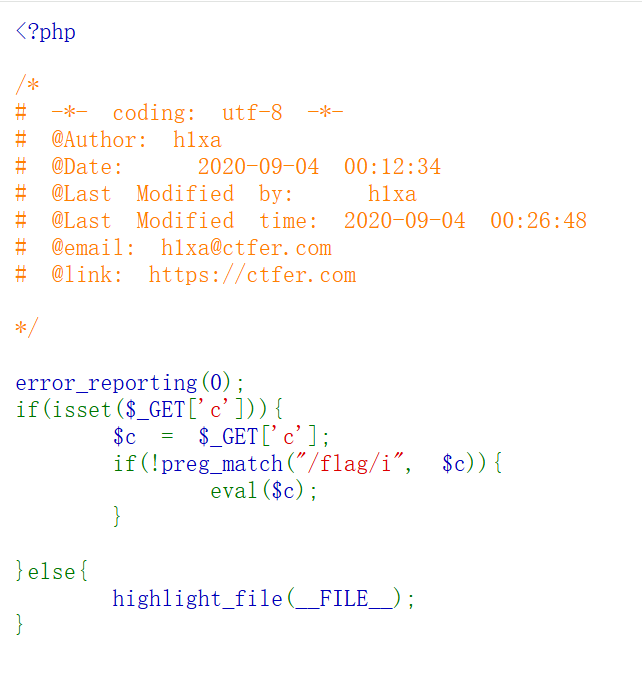 <?php
/*
# -*- coding: utf-8 -*-
# @Author: h1xa
# @Date: 2020-09-04 00:12:34
# @Last Modified by: h1xa
# @Last Modified time: 2020-09-04 00:26:48
# @email: h1xa@ctfer.com
# @link: https://ctfer.com
*/
error_reporting(0);
if(isset($_GET['c'])){
$c = $_GET['c'];
if(!preg_match("/flag/i", $c)){
eval($c);
}
}else{
highlight_file(__FILE__);
}